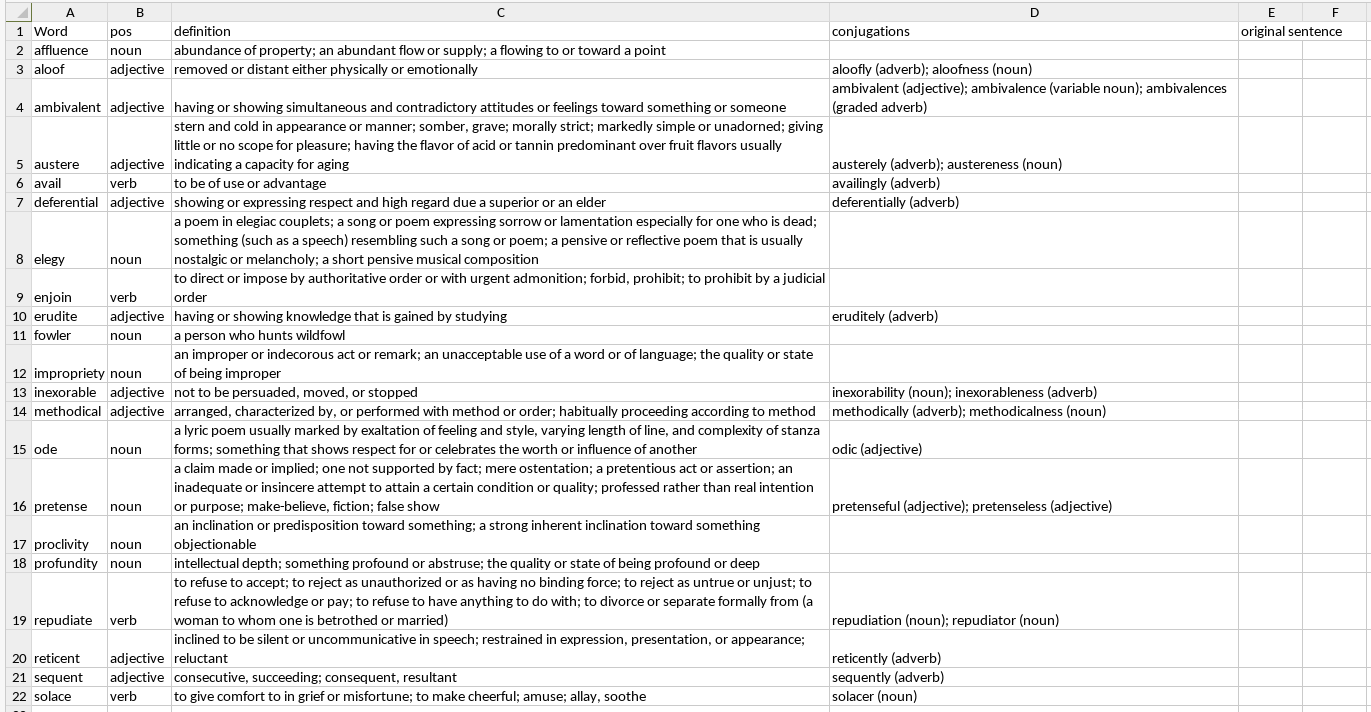 A B C D E F
1 Word pos definition conjugations original sentence
2 affluence noun abundance of property; an abundant flow or supply; a flowing to or toward a point
3 aloof adjective removed or distant either physically or emotionally aloofly (adverb); aloofness (noun)
ambivalent (adjective); ambivalence (variable noun); ambivalences
4 ambivalent adjective having or showing simultaneous and contradictory attitudes or feelings toward something or someone (graded adverb)
stern and cold in appearance or manner; somber, grave; morally strict; markedly simple or unadorned; giving
little or no scope for pleasure; having the flavor of acid or tannin predominant over fruit flavors usually
5 austere adjective indicating a capacity for aging austerely (adverb); austereness (noun)
6 avail verb to be of use or advantage availingly (adverb)
7 deferential adjective showing or expressing respect and high regard due a superior or an elder deferentially (adverb)
a poem in elegiac couplets; a song or poem expressing sorrow or lamentation especially for one who is dead;
something (such as a speech) resembling such a song or poem; a pensive or reflective poem that is usually
8 elegy noun nostalgic or melancholy; a short pensive musical composition
to direct or impose by authoritative order or with urgent admonition; forbid, prohibit; to prohibit by a judicial
9 enjoin verb order
10 erudite adjective having or showing knowledge that is gained by studying eruditely (adverb)
11 fowler noun a person who hunts wildfowl
an improper or indecorous act or remark; an unacceptable use of a word or of language; the quality or state
12 impropriety noun of being improper
13 inexorable adjective not to be persuaded, moved, or stopped inexorability (noun); inexorableness (adverb)
14 methodical adjective arranged, characterized by, or performed with method or order; habitually proceeding according to method methodically (adverb); methodicalness (noun)
a lyric poem usually marked by exaltation of feeling and style, varying length of line, and complexity of stanza
15 ode noun forms; something that shows respect for or celebrates the worth or influence of another odic (adjective)
a claim made or implied; one not supported by fact; mere ostentation; a pretentious act or assertion; an
inadequate or insincere attempt to attain a certain condition or quality; professed rather than real intention
16 pretense noun or purpose; make-believe, fiction; false show pretenseful (adjective); pretenseless (adjective)
an inclination or predisposition toward something; a strong inherent inclination toward something
17 proclivity noun objectionable
18 profundity noun intellectual depth; something profound or abstruse; the quality or state of being profound or deep
to refuse to accept; to reject as unauthorized or as having no binding force; to reject as untrue or unjust; to
refuse to acknowledge or pay; to refuse to have anything to do with; to divorce or separate formally from (a
19 repudiate verb woman to whom one is betrothed or married) repudiation (noun); repudiator (noun)
inclined to be silent or uncommunicative in speech; restrained in expression, presentation, or appearance;
20 reticent adjective reluctant reticently (adverb)
21 sequent adjective consecutive, succeeding; consequent, resultant sequently (adverb)
22 solace verb to give comfort to in grief or misfortune; to make cheerful; amuse; allay, soothe solacer (noun)